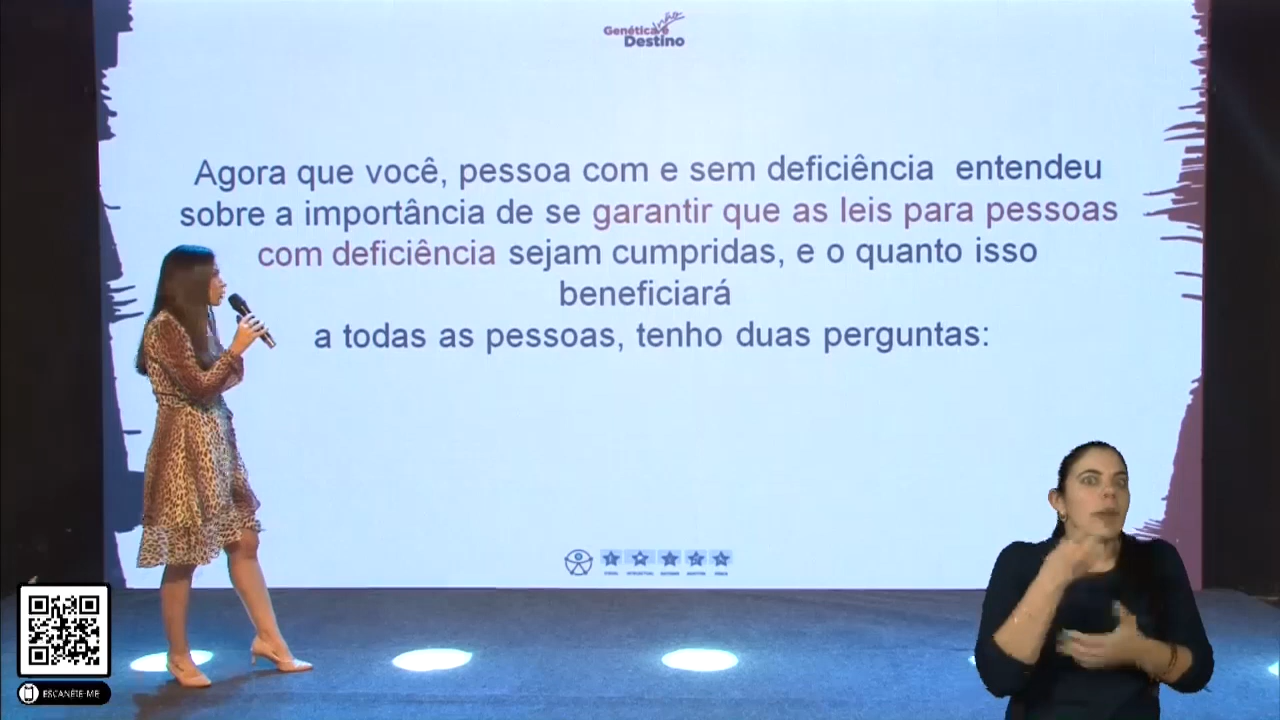 Genética não é
Destino
Agora que você, pessoa com e sem deficiência entendeu
sobre a importância de se garantir que as leis para pessoas
com deficiência sejam cumpridas, e o quanto isso
beneficiará
a todas as pessoas, tenho duas perguntas:
ESCANEIE-ME